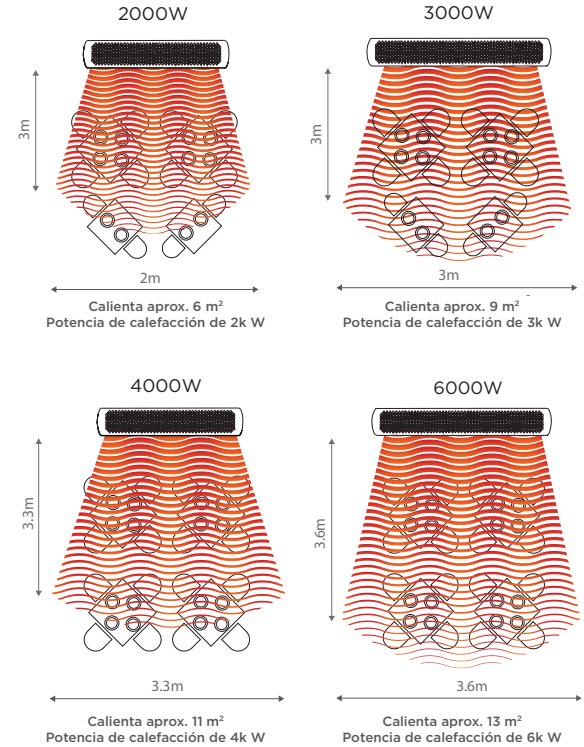 2000W
3m
2m
Calienta aprox. 6 m²
Potencia de calefacción de 2k W
3000W
3m
3m
Calienta aprox. 9 m²
Potencia de calefacción de 3k W
4000W
3.3m
3.3m
Calienta aprox. 11 m²
Potencia de calefacción de 4k W
6000W
3.6m
3.6m
Calienta aprox. 13 m²
Potencia de calefacción de 6k W